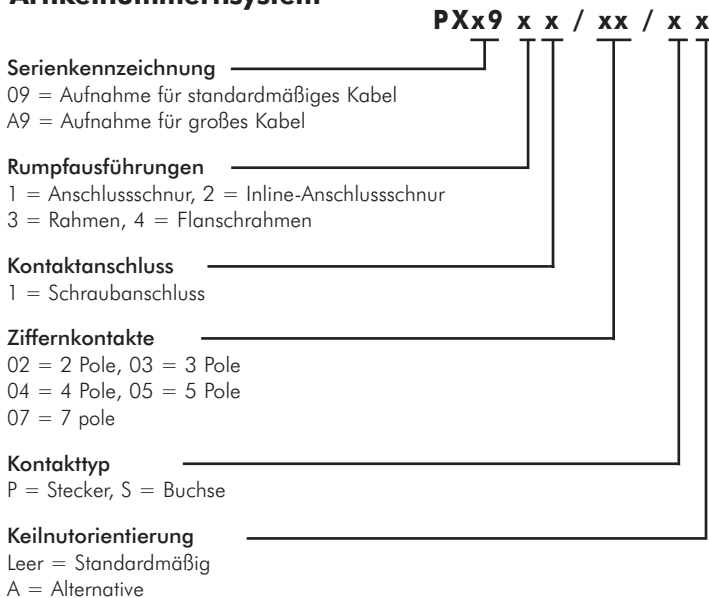 PXx9 x x / xx / x x
Serienkennzeichnung
09 = Aufnahme für standardmäßiges Kabel
A9 = Aufnahme für großes Kabel
Rumpfausführungen
1 = Anschlussschnur, 2 = Inline-Anschlussschnur
3 = Rahmen, 4 = Flanschrahmen
Kontaktanschluss
1 = Schraubanschluss
Ziffernkontakte
02 = 2 Pole, 03 = 3 Pole
04 = 4 Pole, 05 = 5 Pole
07 = 7 pole
Kontakttyp
P = Stecker, S = Buchse
Keilnutorientierung
Leer = Standardmäßig
A = Alternative